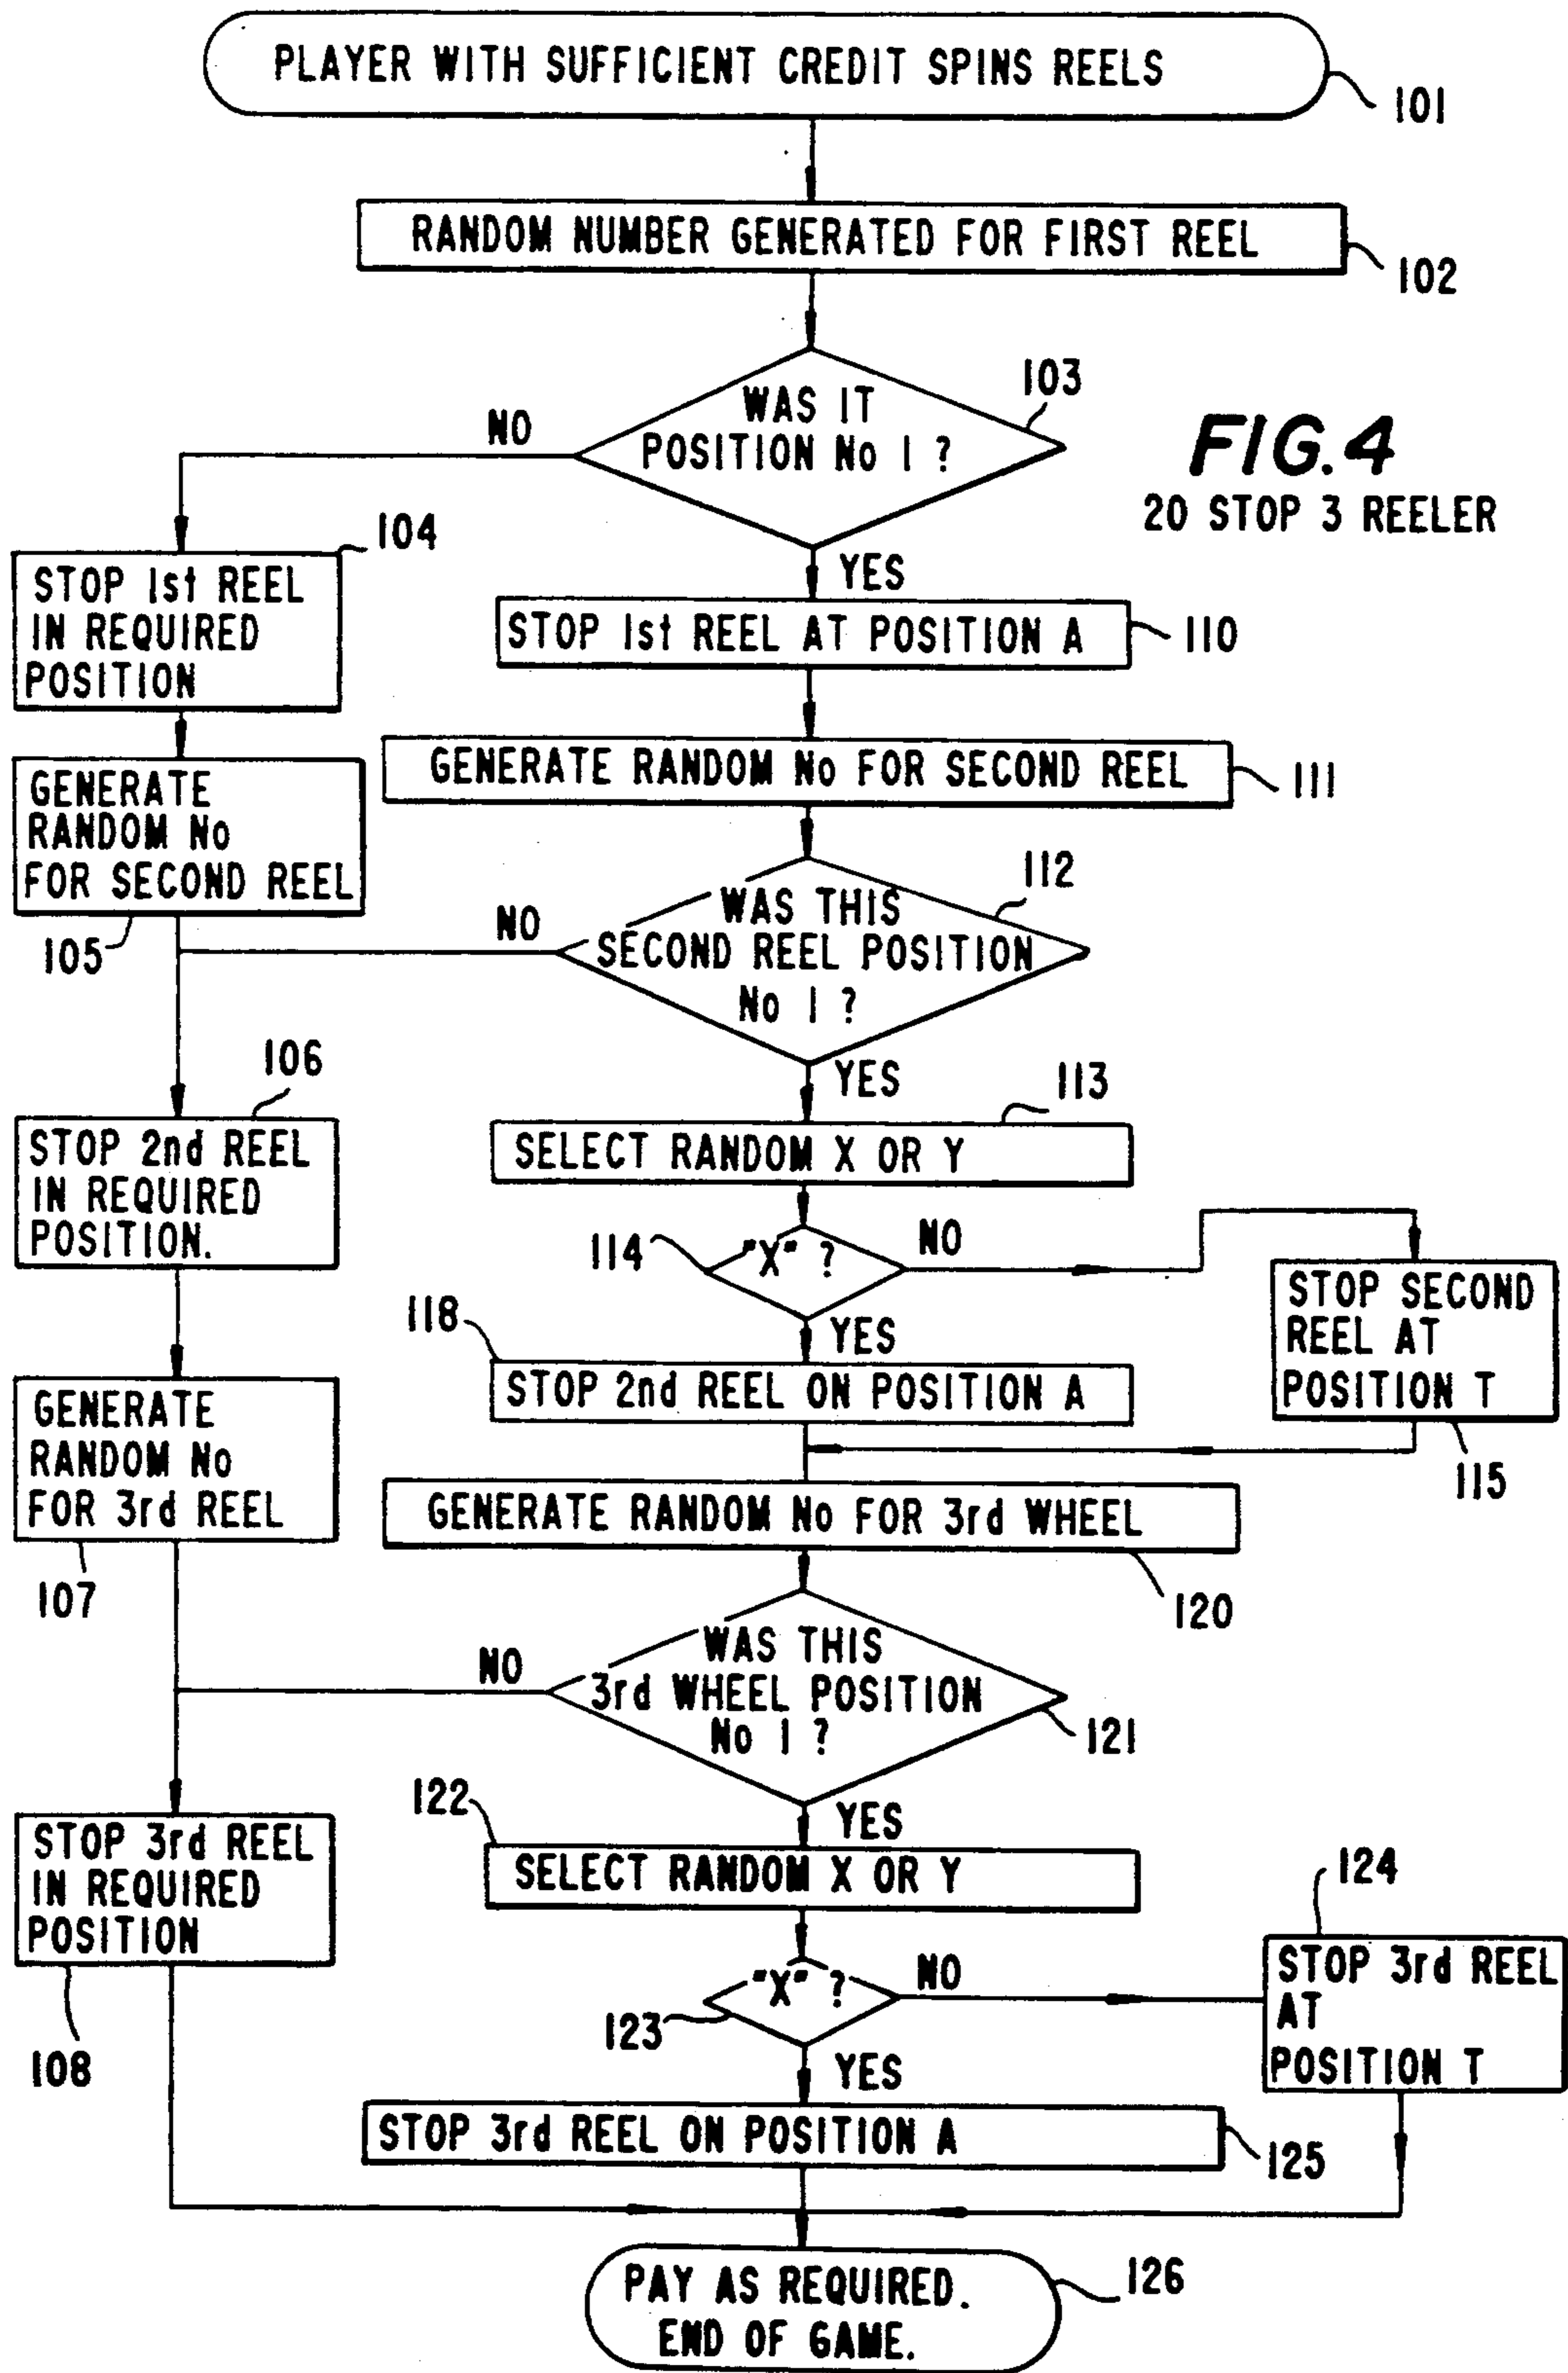 PLAYER WITH SUFFICIENT CREDIT SPINS REELS
101
RANDOM NUMBER GENERATED FOR FIRST REEL
102
WAS IT
POSITION No 1 ?
103
NO
YES
FIG.4
20 STOP 3 REELER
104
STOP 1st REEL
IN REQUIRED
POSITION
STOP 1st REEL AT POSITION A
110
GENERATE
RANDOM No
FOR SECOND REEL
105
GENERATE RANDOM No FOR SECOND REEL
111
WAS THIS
SECOND REEL POSITION
No 1 ?
112
NO
YES
106
STOP 2nd REEL
IN REQUIRED
POSITION.
113
SELECT RANDOM X OR Y
114
"X" ?
NO
YES
STOP SECOND
REEL AT
POSITION T
115
118
STOP 2nd REEL ON POSITION A
GENERATE
RANDOM No
FOR 3rd REEL
107
GENERATE RANDOM No FOR 3rd WHEEL
120
WAS THIS
3rd WHEEL POSITION
No 1 ?
121
NO
YES
STOP 3rd REEL
IN REQUIRED
POSITION
108
122
SELECT RANDOM X OR Y
"X" ?
123
NO
YES
124
STOP 3rd REEL
AT
POSITION T
STOP 3rd REEL ON POSITION A
125
PAY AS REQUIRED.
END OF GAME.
126